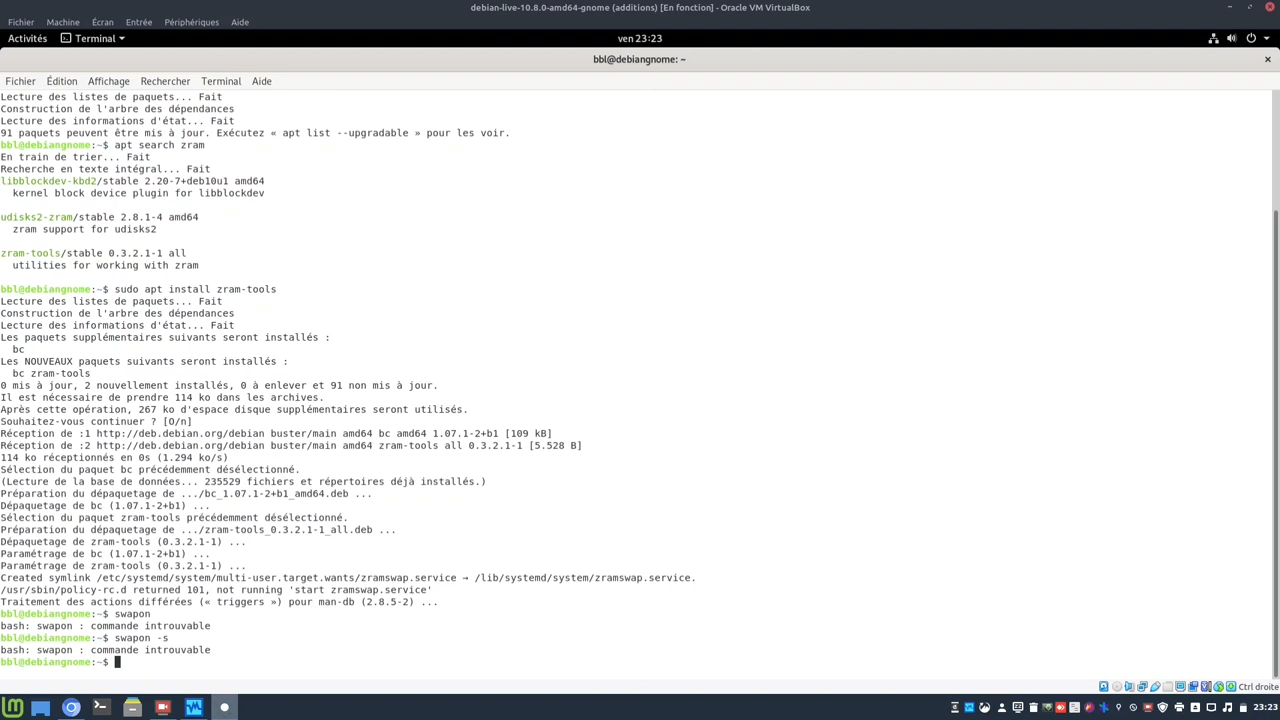 debian-live-10.8.0-amd64-gnome (additions) [En fonction] - Oracle VM VirtualBox
Fichier Machine Écran Entrée Périphériques Aide
Activités Terminal ven 23:23
bbl@debiangnome: ~
Fichier Édition Affichage Rechercher Terminal Aide
Lecture des listes de paquets... Fait
Construction de l'arbre des dépendances
Lecture des informations d'état... Fait
91 paquets peuvent être mis à jour. Exécutez « apt list --upgradable » pour les voir.
bbl@debiangnome:~$ apt search zram
En train de trier... Fait
Recherche en texte intégral... Fait
libblockdev-kbd2/stable 2.20-7+deb10u1 amd64
  kernel block device plugin for libblockdev
udisks2-zram/stable 2.8.1-4 amd64
  zram support for udisks2
zram-tools/stable 0.3.2.1-1 all
  utilities for working with zram
bbl@debiangnome:~$ sudo apt install zram-tools
Lecture des listes de paquets... Fait
Construction de l'arbre des dépendances
Lecture des informations d'état... Fait
Les paquets supplémentaires suivants seront installés :
  bc
Les NOUVEAUX paquets suivants seront installés :
  bc zram-tools
0 mis à jour, 2 nouvellement installés, 0 à enlever et 91 non mis à jour.
Il est nécessaire de prendre 114 ko dans les archives.
Après cette opération, 267 ko d'espace disque supplémentaires seront utilisés.
Souhaitez-vous continuer ? [O/n]
Réception de :1 http://deb.debian.org/debian buster/main amd64 bc amd64 1.07.1-2+b1 [109 kB]
Réception de :2 http://deb.debian.org/debian buster/main amd64 zram-tools all 0.3.2.1-1 [5.528 B]
114 ko réceptionnés en 0s (1.294 ko/s)
Sélection du paquet bc précédemment désélectionné.
(Lecture de la base de données... 235529 fichiers et répertoires déjà installés.)
Préparation du dépaquetage de .../bc_1.07.1-2+b1_amd64.deb ...
Dépaquetage de bc (1.07.1-2+b1) ...
Sélection du paquet zram-tools précédemment désélectionné.
Préparation du dépaquetage de .../zram-tools_0.3.2.1-1_all.deb ...
Dépaquetage de zram-tools (0.3.2.1-1) ...
Paramétrage de bc (1.07.1-2+b1) ...
Paramétrage de zram-tools (0.3.2.1-1) ...
Created symlink /etc/systemd/system/multi-user.target.wants/zramswap.service → /lib/systemd/system/zramswap.service.
/usr/sbin/policy-rc.d returned 101, not running 'start zramswap.service'
Traitement des actions différées (« triggers ») pour man-db (2.8.5-2) ...
bbl@debiangnome:~$ swapon
bash: swapon : commande introuvable
bbl@debiangnome:~$ swapon -s
bash: swapon : commande introuvable
bbl@debiangnome:~$
Ctrl droite
23:23